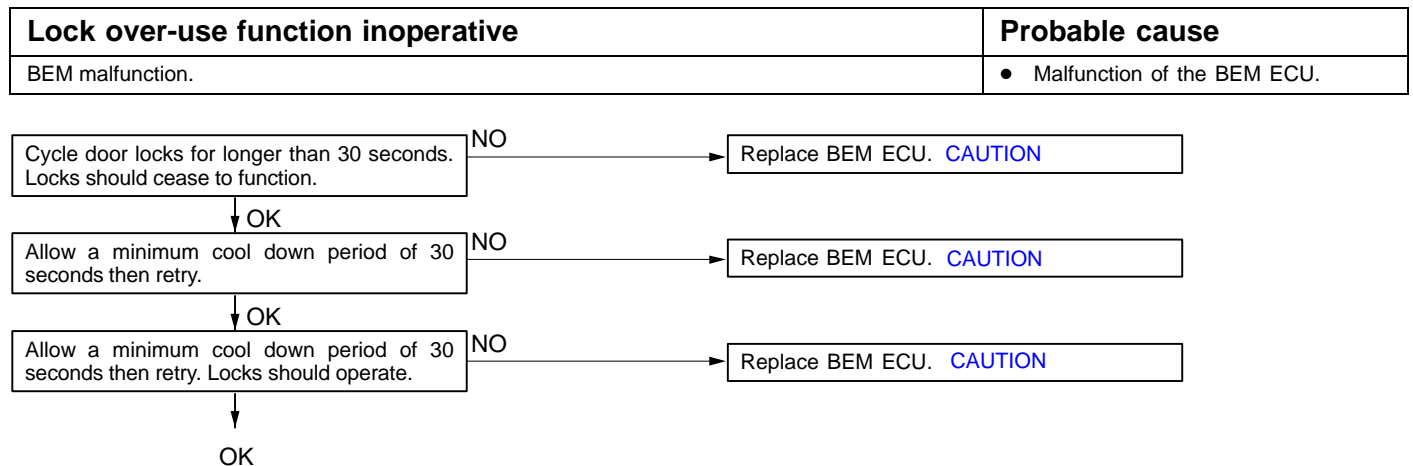 Lock over-use function inoperative
Probable cause
BEM malfunction.
● Malfunction of the BEM ECU.
Cycle door locks for longer than 30 seconds.
Locks should cease to function.
NO
Replace BEM ECU. CAUTION
OK
Allow a minimum cool down period of 30
seconds then retry.
NO
Replace BEM ECU. CAUTION
OK
Allow a minimum cool down period of 30
seconds then retry. Locks should operate.
NO
Replace BEM ECU. CAUTION
OK